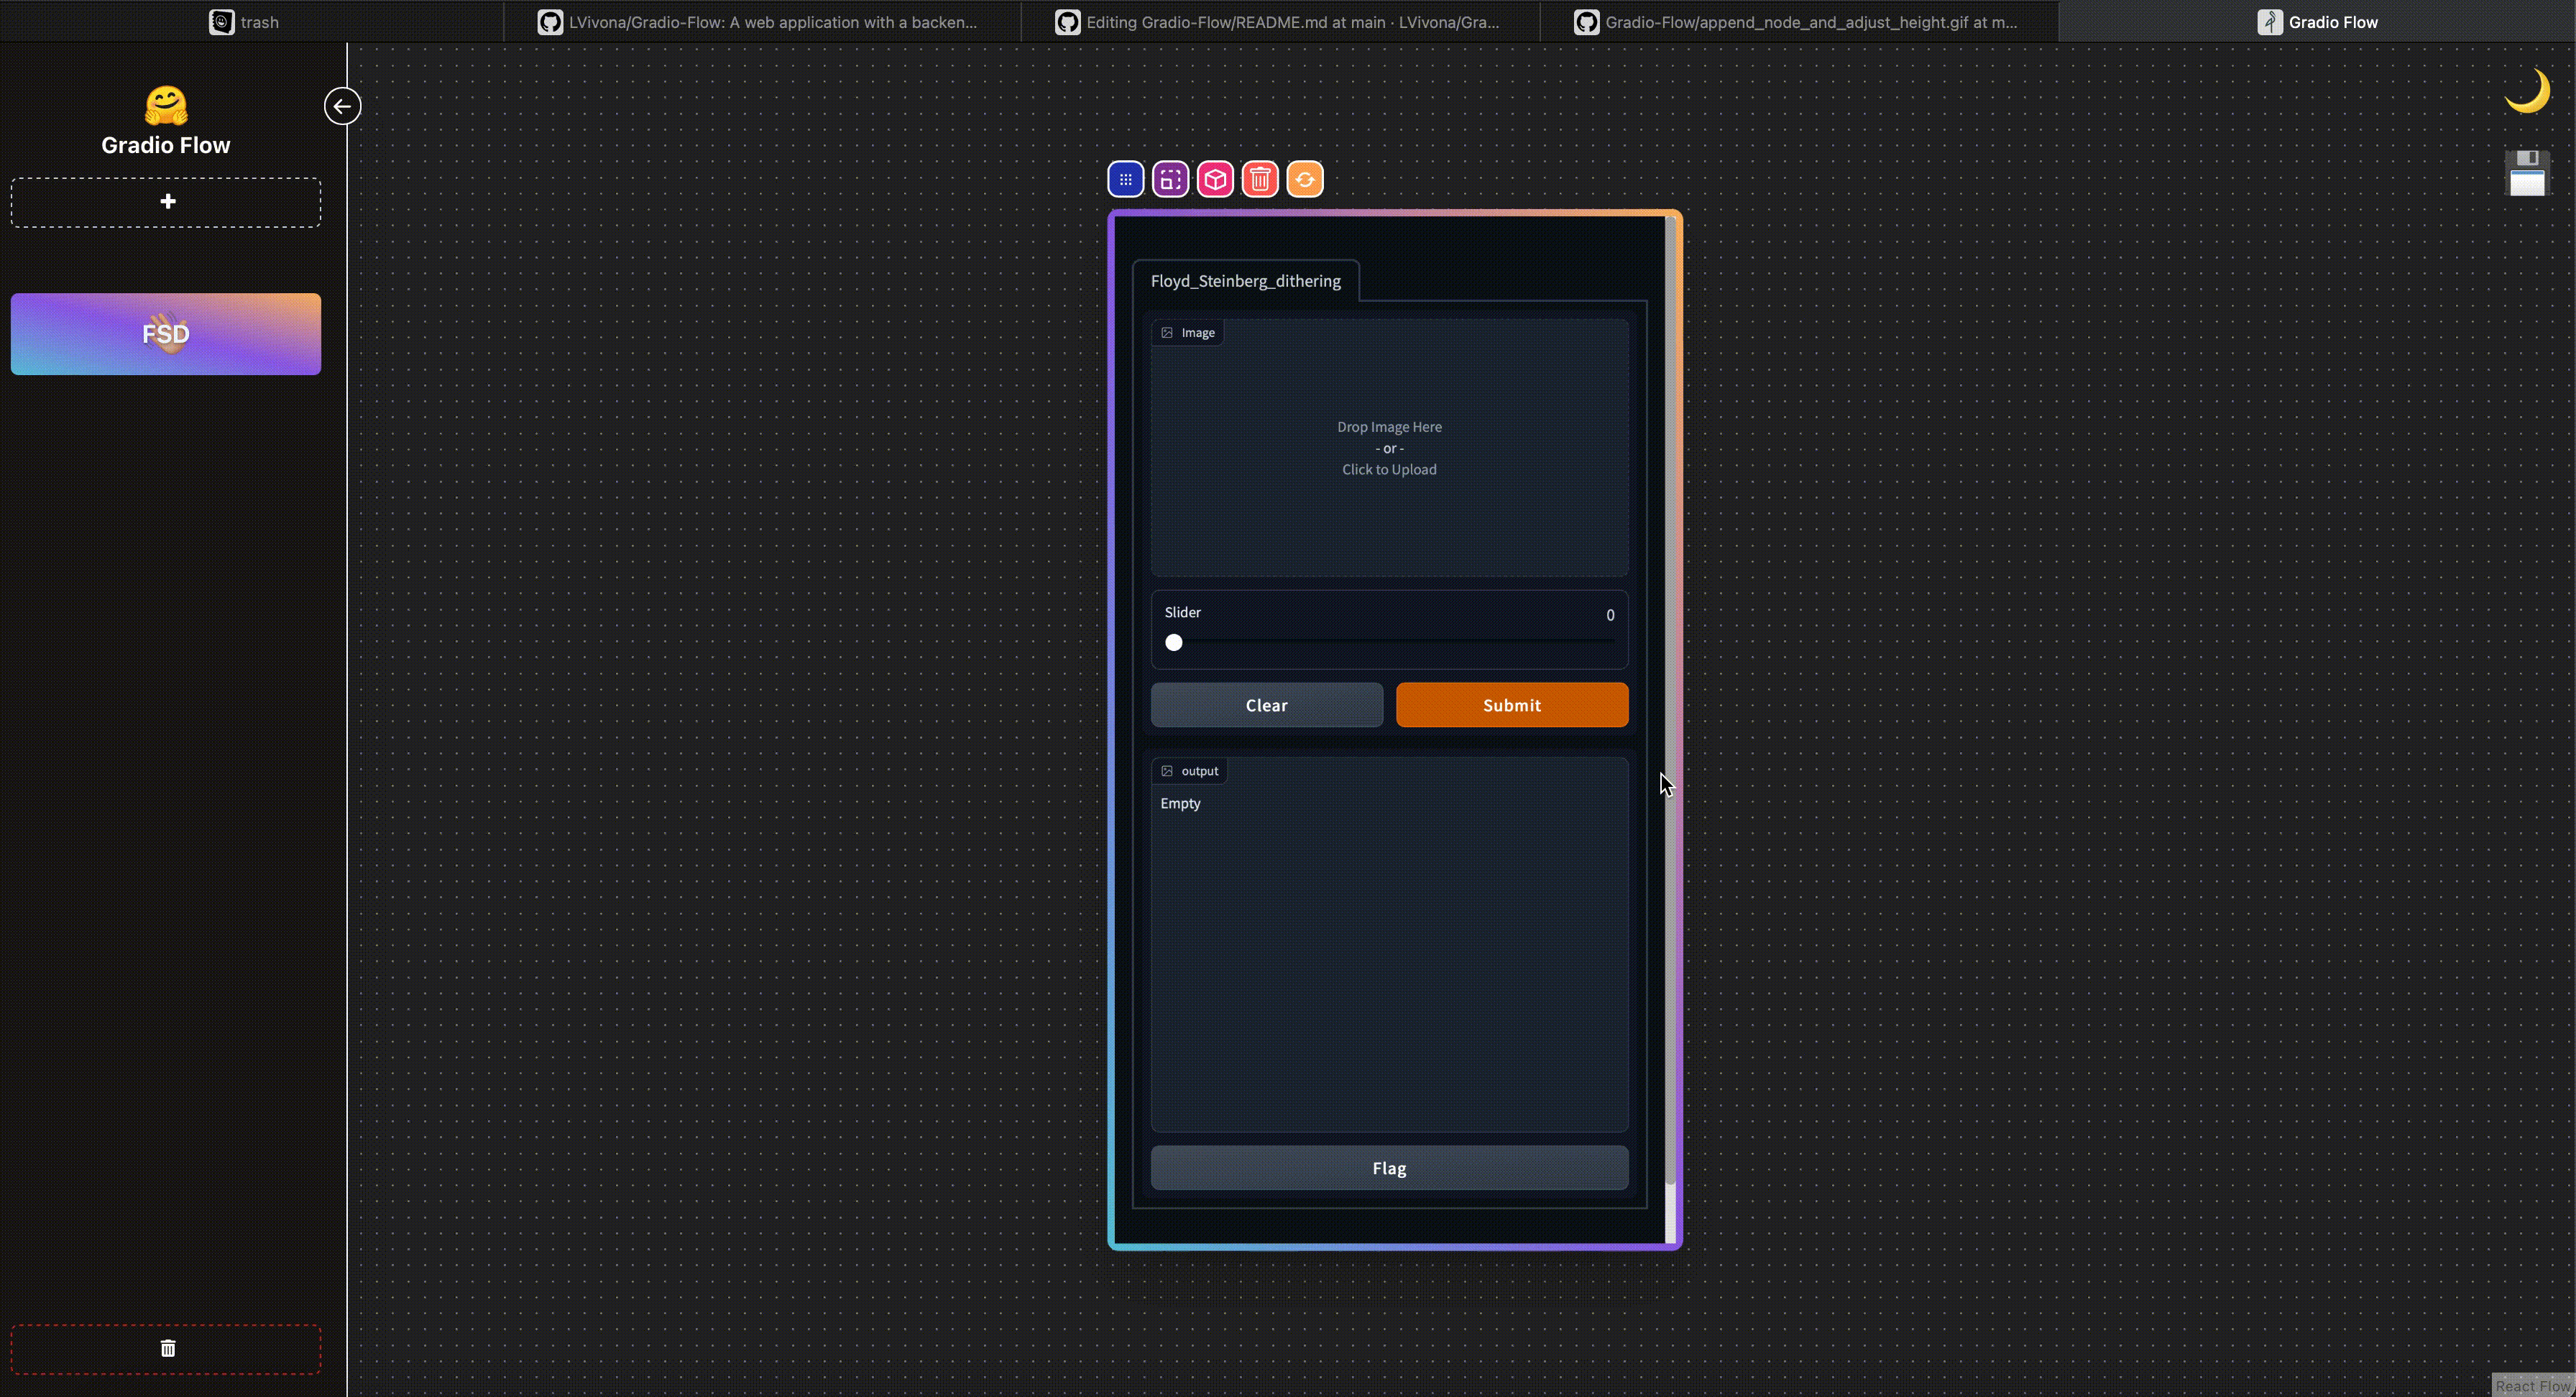 trash
LVivona/Gradio-Flow: A web application with a backen...
Editing Gradio-Flow/README.md at main · LVivona/Gra...
Gradio-Flow/append_node_and_adjust_height.gif at m...
Gradio Flow
Gradio Flow
FSD
Floyd_Steinberg_dithering
Image
Drop Image Here
- or -
Click to Upload
Slider
0
Clear
Submit
output
Empty
Flag
React Flow